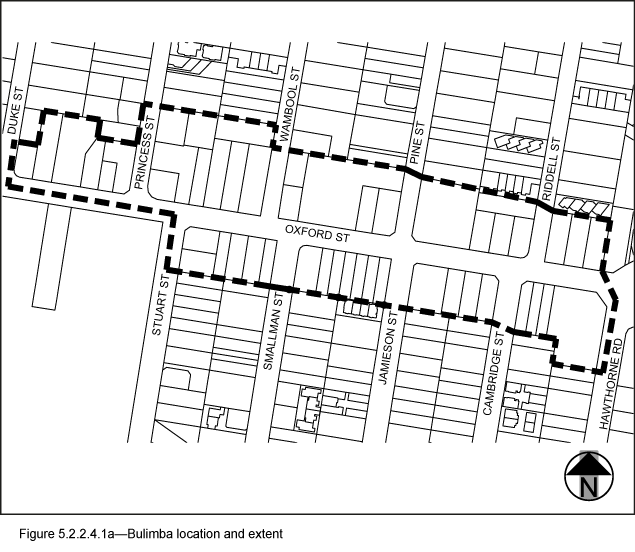 DUKE ST
PRINCESS ST
WAMBOOL ST
PINE ST
RIDDELL ST
OXFORD ST
STUART ST
SMALLMAN ST
JAMIESON ST
CAMBRIDGE ST
HAWTHORNE RD
N
Figure 5.2.2.4.1a—Bulimba location and extent